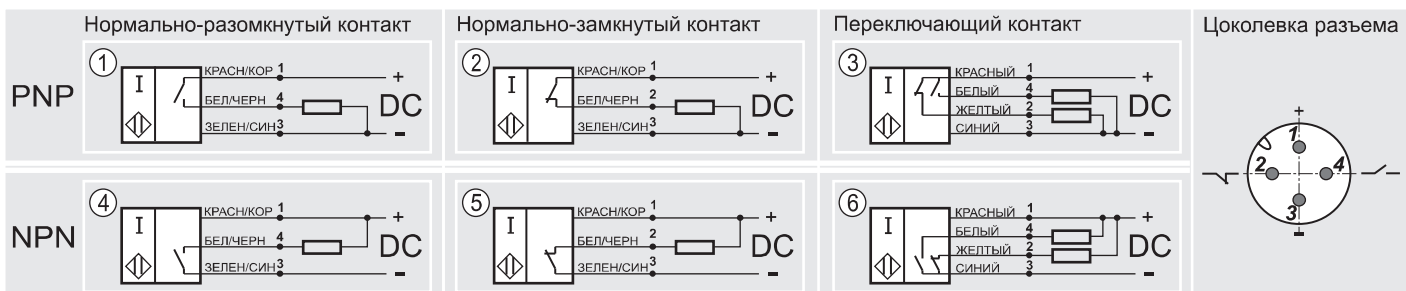 Нормально-разомкнутый контакт
Нормально-замкнутый контакт
Переключающий контакт
Цоколевка разъема
PNP
1
I
КРАСН/КОР 1
БЕЛ/ЧЕРН 4
ЗЕЛЕН/СИН 3
+
DC
-
2
I
КРАСН/КОР 1
БЕЛ/ЧЕРН 2
ЗЕЛЕН/СИН 3
+
DC
-
3
I
КРАСНЫЙ 1
БЕЛЫЙ 4
ЖЕЛТЫЙ 2
СИНИЙ 3
+
DC
-
NPN
4
I
КРАСН/КОР 1
БЕЛ/ЧЕРН 4
ЗЕЛЕН/СИН 3
+
DC
-
5
I
КРАСН/КОР 1
БЕЛ/ЧЕРН 2
ЗЕЛЕН/СИН 3
+
DC
-
6
I
КРАСНЫЙ 1
БЕЛЫЙ 4
ЖЕЛТЫЙ 2
СИНИЙ 3
+
DC
-
+
1
2
4
3
-